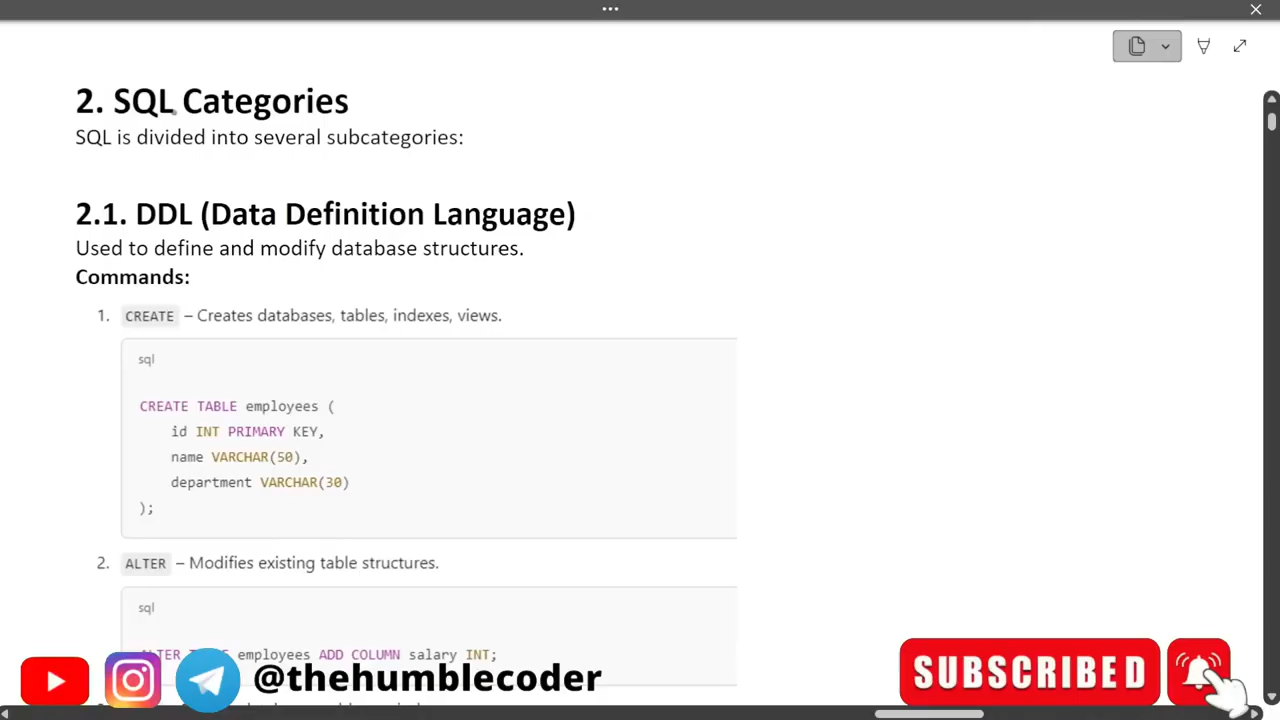 2. SQL Categories
SQL is divided into several subcategories:
2.1. DDL (Data Definition Language)
Used to define and modify database structures.
Commands:
1. CREATE – Creates databases, tables, indexes, views.
sql
CREATE TABLE employees (
id INT PRIMARY KEY,
name VARCHAR(50),
department VARCHAR(30)
);
2. ALTER – Modifies existing table structures.
sql
employees ADD COLUMN salary INT;
@thehumblecoder
SUBSCRIBED